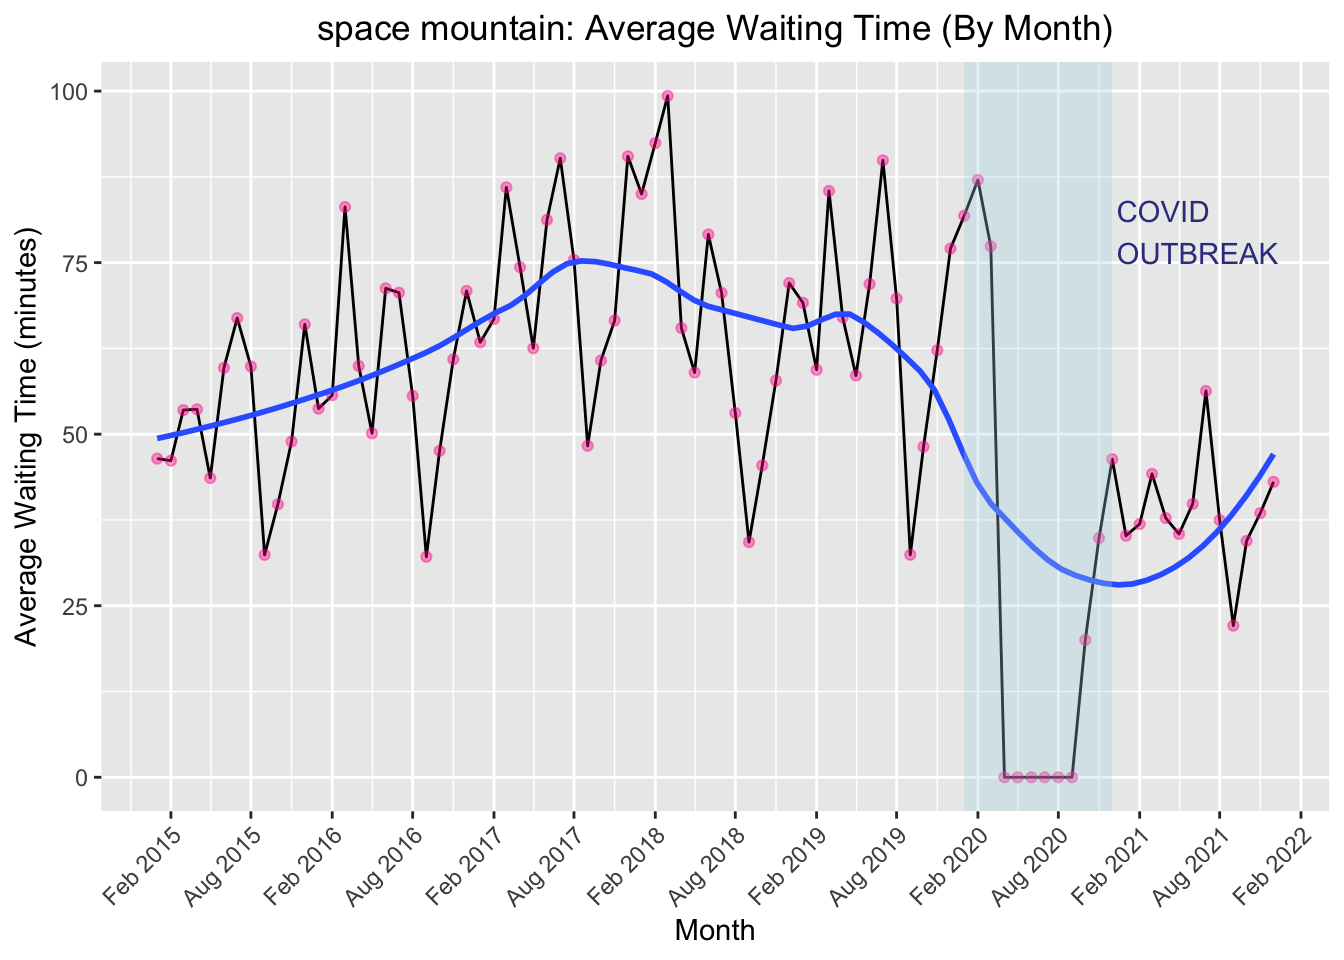 space mountain: Average Waiting Time (By Month)
Average Waiting Time (minutes)
100
75
50
25
0
COVID
OUTBREAK
Feb 2015
Aug 2015
Feb 2016
Aug 2016
Feb 2017
Aug 2017
Feb 2018
Aug 2018
Feb 2019
Aug 2019
Feb 2020
Aug 2020
Feb 2021
Aug 2021
Feb 2022
Month